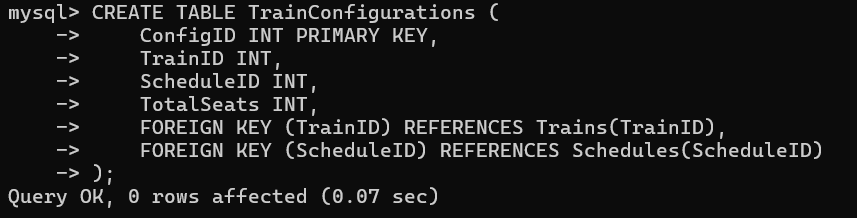 mysql> CREATE TABLE TrainConfigurations (
    ->     ConfigID INT PRIMARY KEY,
    ->     TrainID INT,
    ->     ScheduleID INT,
    ->     TotalSeats INT,
    ->     FOREIGN KEY (TrainID) REFERENCES Trains(TrainID),
    ->     FOREIGN KEY (ScheduleID) REFERENCES Schedules(ScheduleID)
    -> );
Query OK, 0 rows affected (0.07 sec)